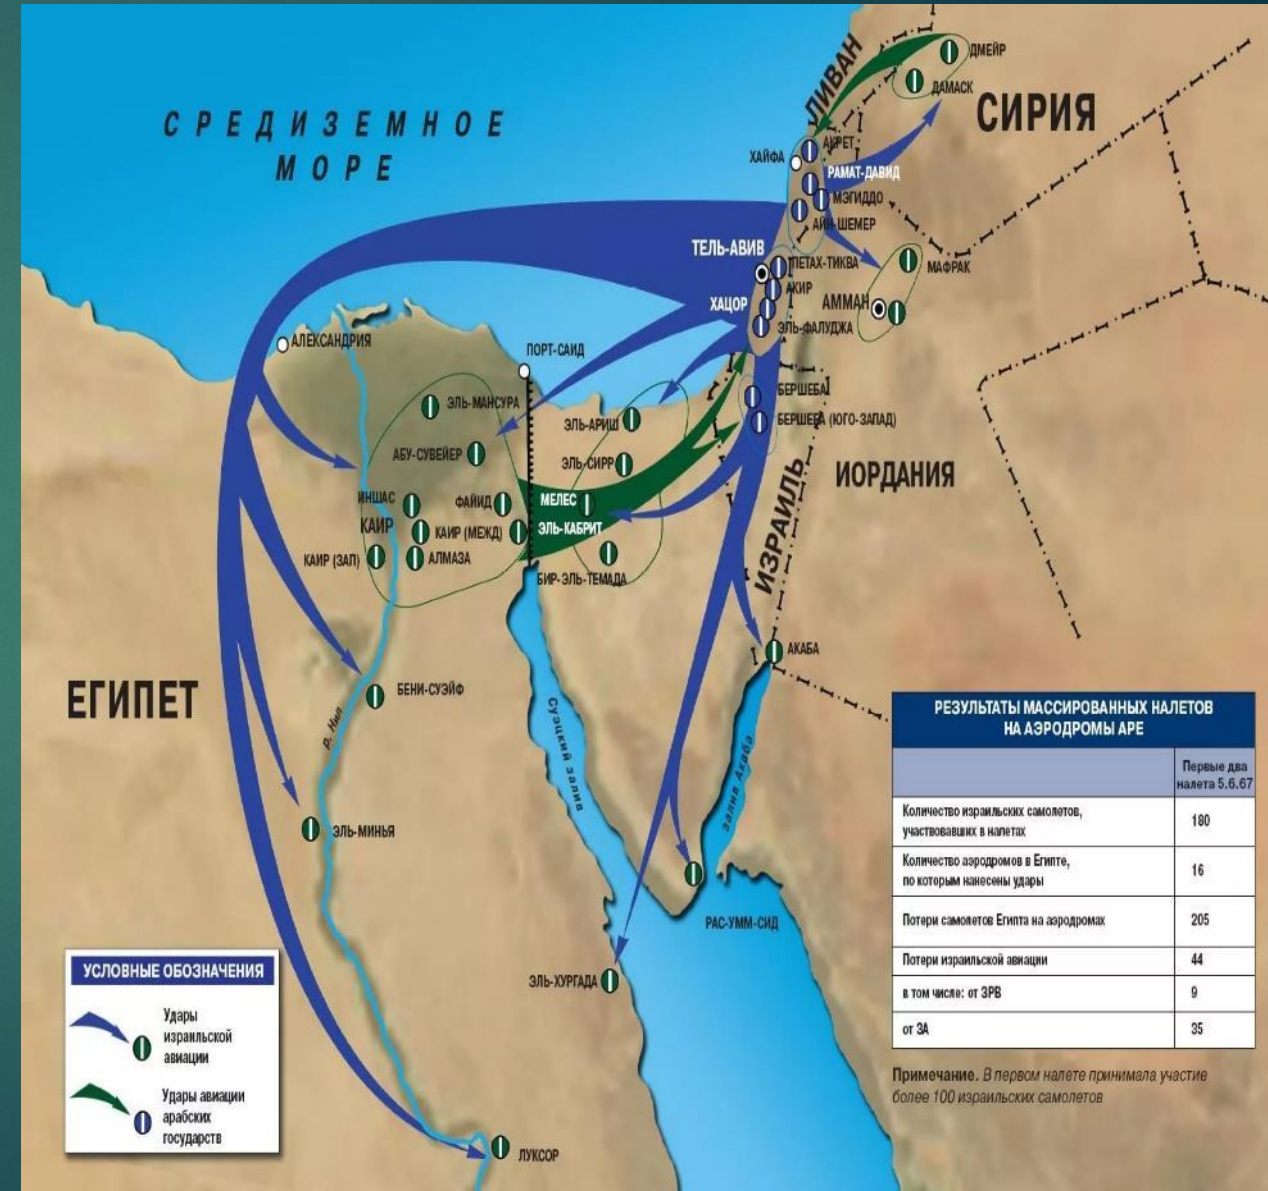 СРЕДИЗЕМНОЕ
МОРЕ
ЛИВАН
ДМЕЙР
ДАМАСК
СИРИЯ
АКРЕТ
ХАЙФА
РАМАТ-ДАВИД
МЭГИДДО
АЙН-ШЕМЕР
ТЕЛЬ-АВИВ
ПЕТАХ-ТИКВА
МАФРАК
АКИР
ХАЦОР
АММАН
ЭЛЬ-ФАЛУДЖА
АЛЕКСАНДРИЯ
ПОРТ-САИД
БЕРШЕБА
ЭЛЬ-МАНСУРА
ЭЛЬ-АРИШ
БЕРШЕБА (ЮГО-ЗАПАД)
АБУ-СУВЕЙЕР
ЭЛЬ-СИРР
ИОРДАНИЯ
ИНШАС
ФАЙИД
МЕЛЕС
КАИР
КАИР (МЕЖД)
ЭЛЬ-КАБРИТ
КАИР (ЗАП)
АЛМАЗА
БИР-ЭЛЬ-ТЕМАДА
ИЗРАИЛЬ
АКАБА
ЕГИПЕТ
БЕНИ-СУЭЙФ
р. Нил
Суэцкий залив
залив Акаба
ЭЛЬ-МИНЬЯ
РАС-УММ-СИД
ЭЛЬ-ХУРГАДА
ЛУКСОР
РЕЗУЛЬТАТЫ МАССИРОВАННЫХ НАЛЕТОВ
НА АЭРОДРОМЫ АРЕ
Первые два
налета 5.6.67
Количество израильских самолетов,
участвовавших в налетах
180
Количество аэродромов в Египте,
по которым нанесены удары
16
Потери самолетов Египта на аэродромах
205
Потери израильской авиации
44
в том числе: от ЗРВ
9
от ЗА
35
Примечание. В первом налете принимала участие
более 100 израильских самолетов
УСЛОВНЫЕ ОБОЗНАЧЕНИЯ
Удары
израильской
авиации
Удары авиации
арабских
государств